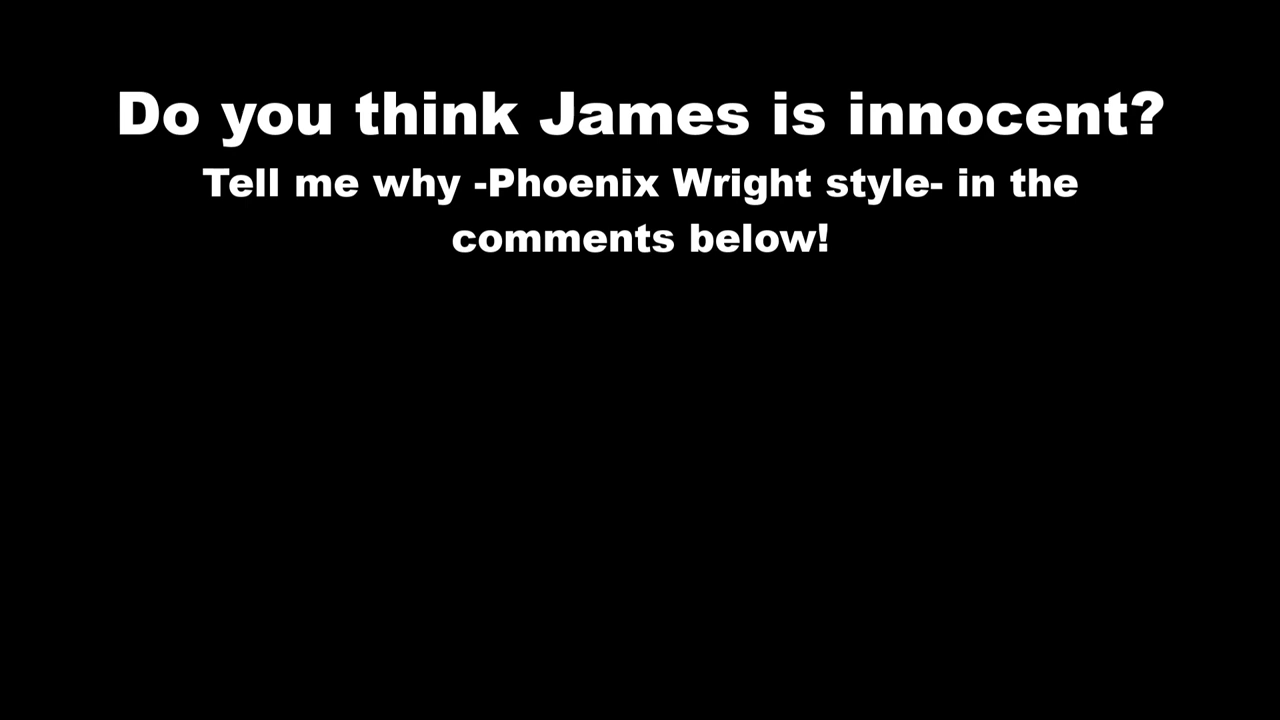 Do you think James is innocent?
Tell me why -Phoenix Wright style- in the
comments below!